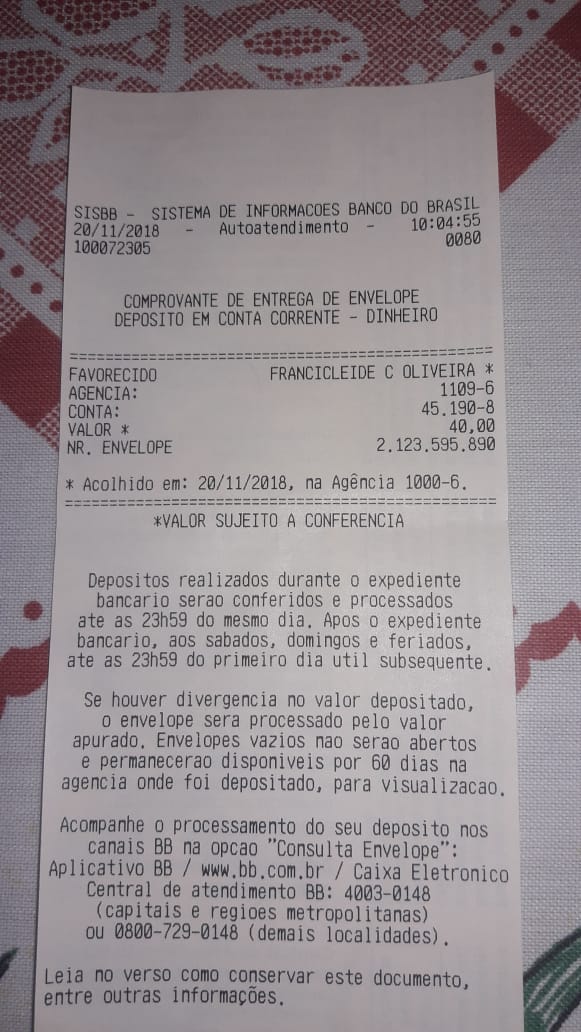 SISBB - SISTEMA DE INFORMACOES BANCO DO BRASIL
20/11/2018 - Autoatendimento - 10:04:55
100072305 0080
COMPROVANTE DE ENTREGA DE ENVELOPE
DEPOSITO EM CONTA CORRENTE - DINHEIRO
================================================
FAVORECIDO FRANCICLEIDE C OLIVEIRA *
AGENCIA: 1109-6
CONTA: 45.190-8
VALOR * 40,00
NR. ENVELOPE 2.123.595.890
* Acolhido em: 20/11/2018, na Agência 1000-6.
================================================
*VALOR SUJEITO A CONFERENCIA
Depositos realizados durante o expediente
bancario serao conferidos e processados
ate as 23h59 do mesmo dia. Apos o expediente
bancario, aos sabados, domingos e feriados,
ate as 23h59 do primeiro dia util subsequente.
Se houver divergencia no valor depositado,
o envelope sera processado pelo valor
apurado. Envelopes vazios nao serao abertos
e permanecerao disponiveis por 60 dias na
agencia onde foi depositado, para visualizacao.
Acompanhe o processamento do seu deposito nos
canais BB na opcao "Consulta Envelope":
Aplicativo BB / www.bb.com.br / Caixa Eletronico
Central de atendimento BB: 4003-0148
(capitais e regioes metropolitanas)
ou 0800-729-0148 (demais localidades).
Leia no verso como conservar este documento,
entre outras informações.